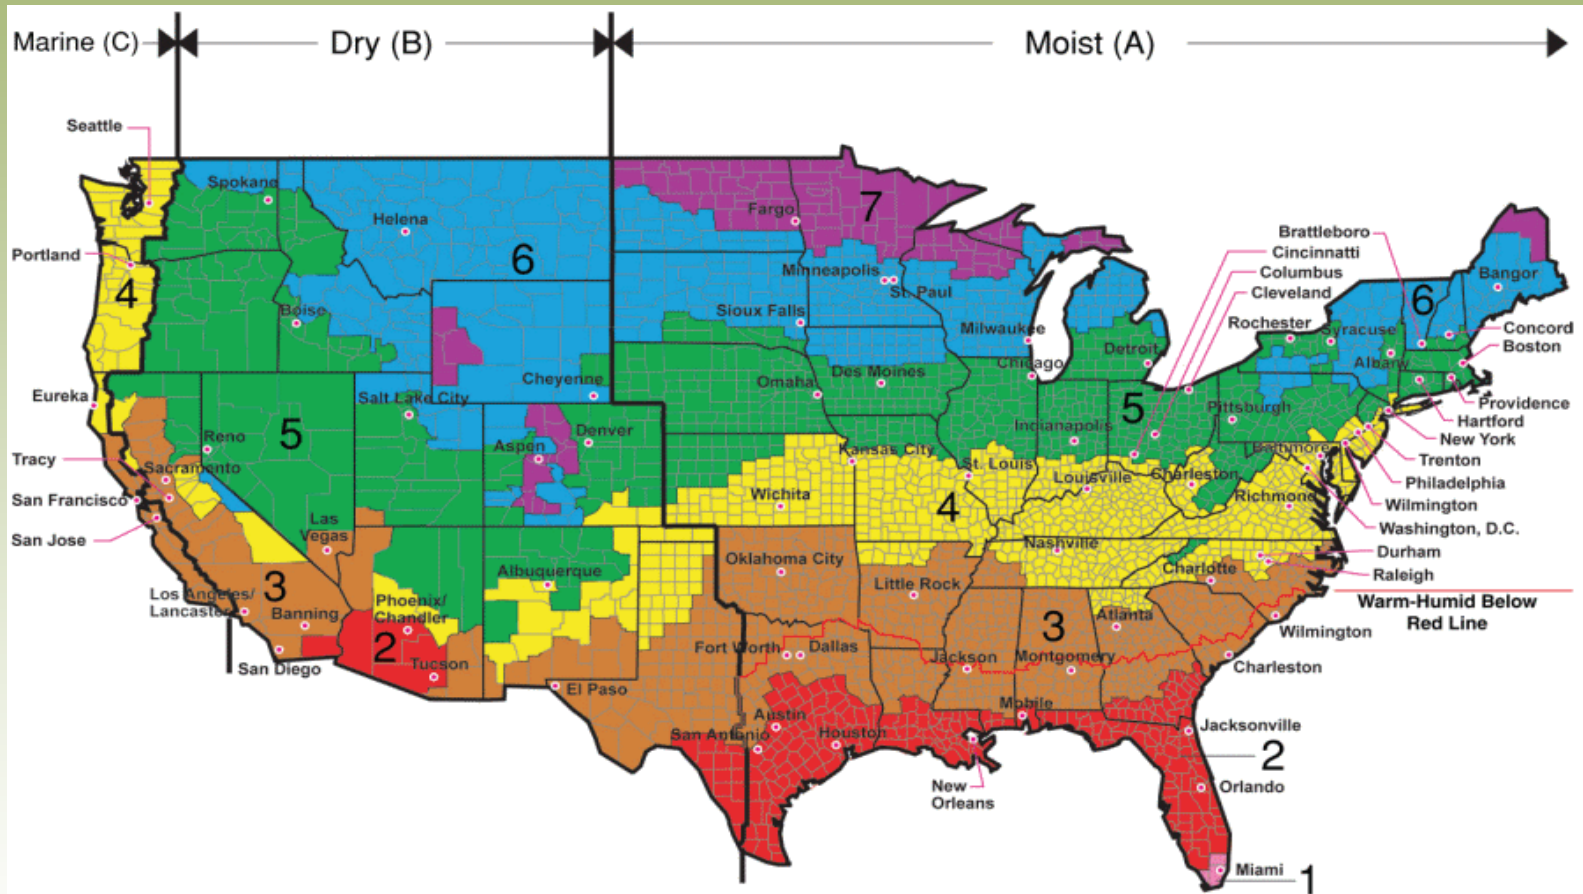 Marine (C)
Dry (B)
Moist (A)
Seattle
Spokane
Helena
Fargo
7
Brattleboro
Cincinnatti
Columbus
Cleveland
Portland
4
6
Minneapolis
St. Paul
Bangor
6
Boise
Sioux Falls
Milwaukee
Rochester
Syracuse
Concord
Boston
Chicago
Detroit
Albany
Eureka
Salt Lake City
Cheyenne
Omaha
Des Moines
Providence
Hartford
New York
Reno
5
Aspen
Denver
Indianapolis
5
Pittsburgh
Tracy
Sacramento
Kansas City
St. Louis
Louisville
Charleston
Baltimore
Trenton
Philadelphia
Wilmington
San Francisco
Las
Vegas
Wichita
4
Richmond
Washington, D.C.
San Jose
Albuquerque
Oklahoma City
Nashville
Durham
Raleigh
Charlotte
Little Rock
3
Los Angeles/
Lancaster
Banning
Phoenix/
Chandler
2
Atlanta
3
Warm-Humid Below
Red Line
Wilmington
San Diego
Tucson
El Paso
Fort Worth
Dallas
Jackson
Montgomery
Charleston
Austin
San Antonio
Houston
Mobile
Jacksonville
2
New
Orleans
Orlando
Miami
1